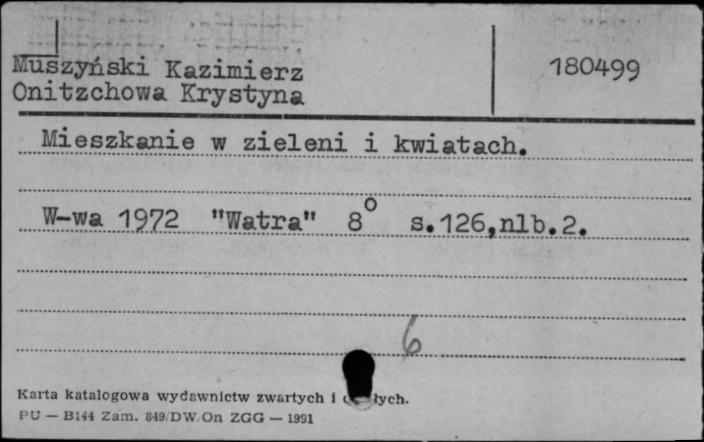 Muszyński Kazimierz 180499
Onitzchowa Krystyna
Mieszkanie w zieleni i kwiatach.
W-wa 1972 "Watra" 8° s.126,nlb.2.
6
Karta katalogowa wydawnictw zwartych i
PU — B144 Zam. 849/DW.On ZGG — 1991